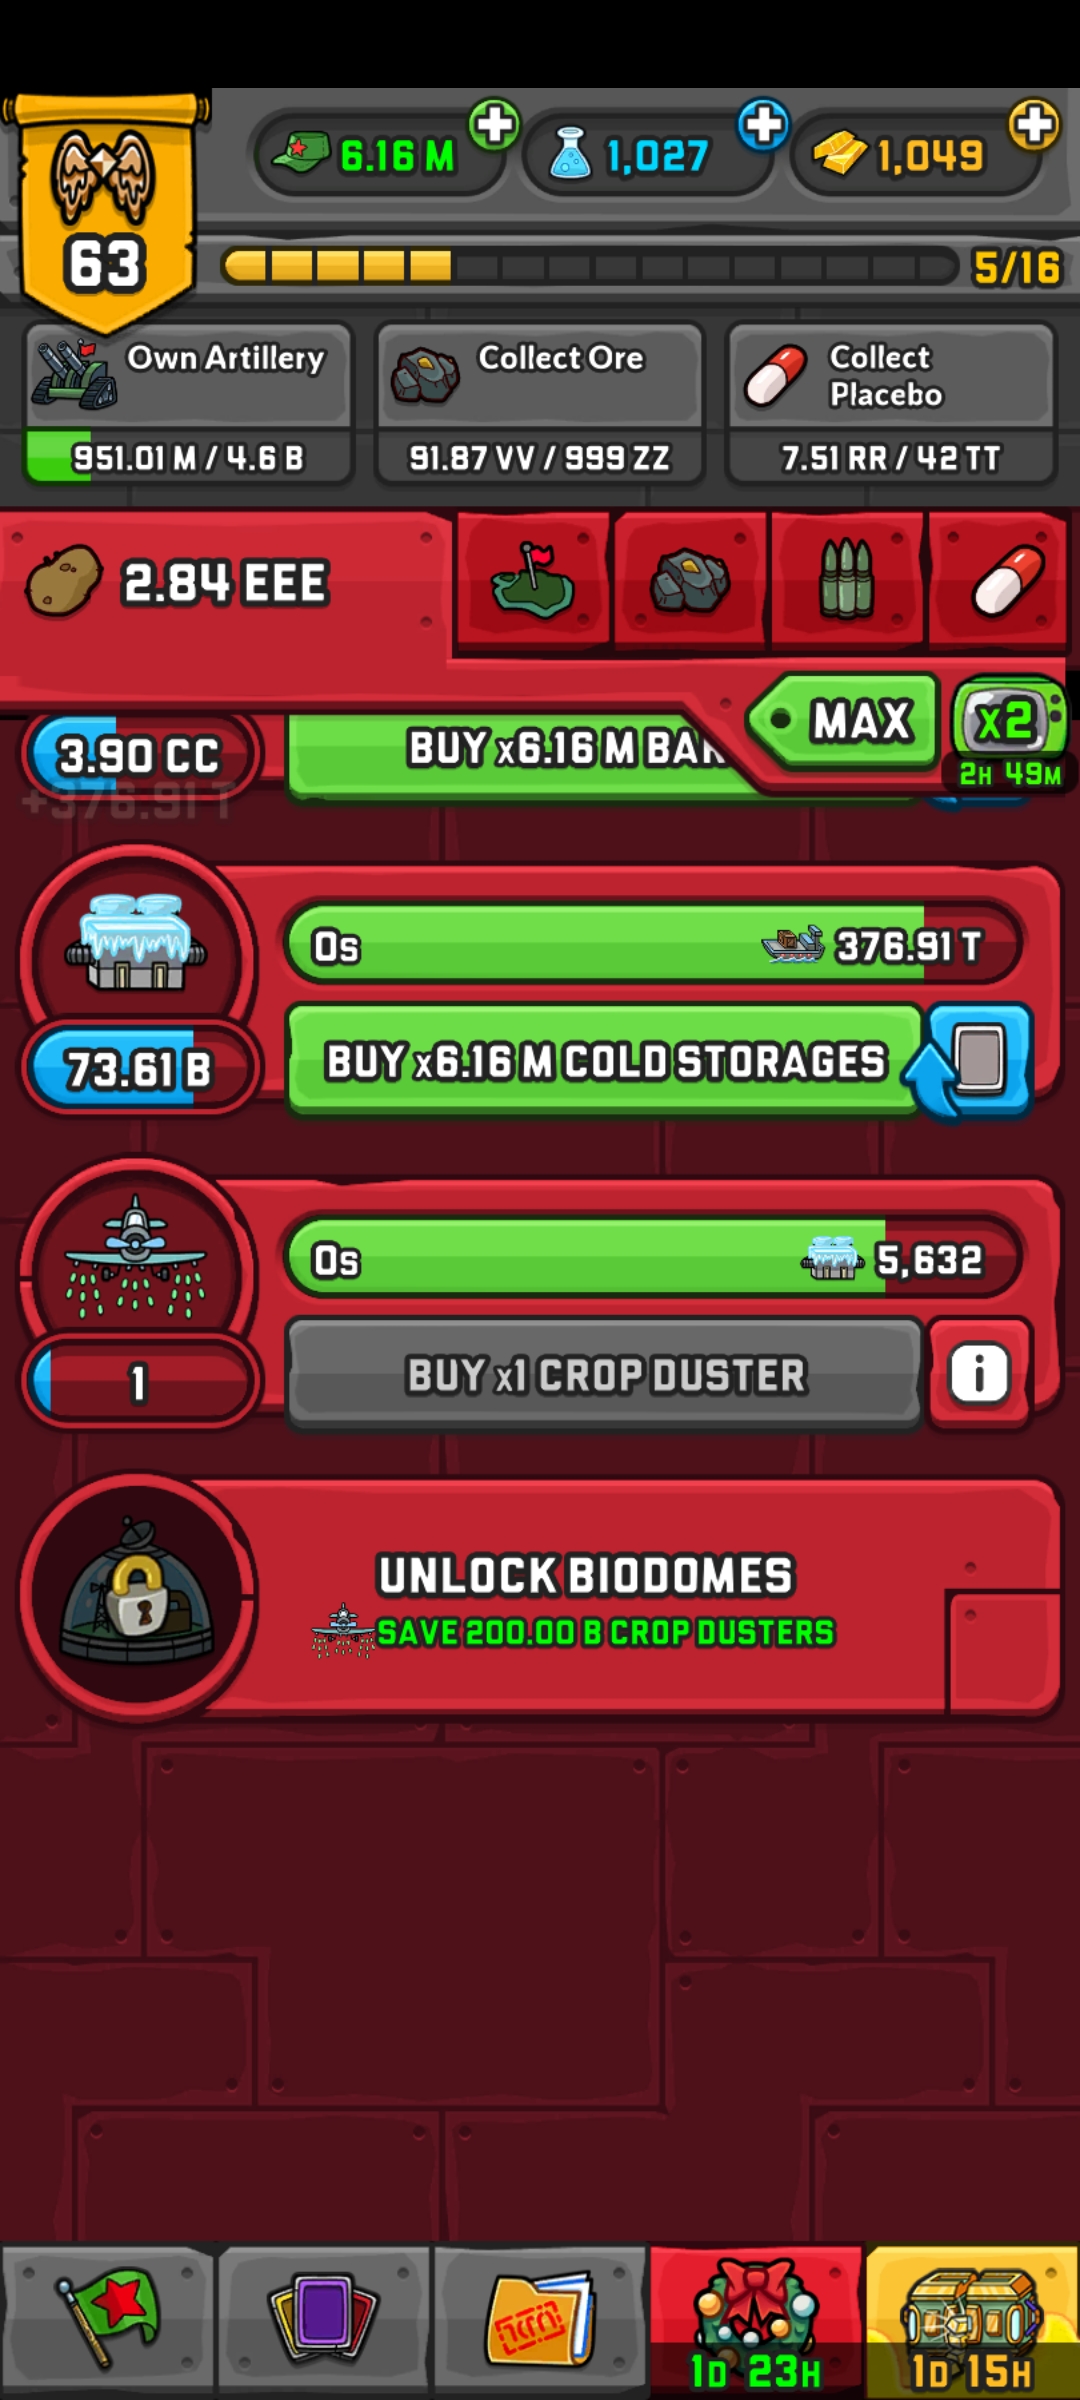 6.16 M
1,027
1,049
63
5/16
Own Artillery
951.01 M / 4.6 B
Collect Ore
91.87 VV / 999 ZZ
Collect
Placebo
7.51 RR / 42 TT
2.84 EEE
MAX
x2
2H 49M
3.90 CC
BUY x6.16 M
+376.91 T
0s
376.91 T
73.61 B
BUY x6.16 M COLD STORAGES
0s
5,632
1
BUY x1 CROP DUSTER
i
UNLOCK BIODOMES
SAVE 200.00 B CROP DUSTERS
1D 23H
1D 15H